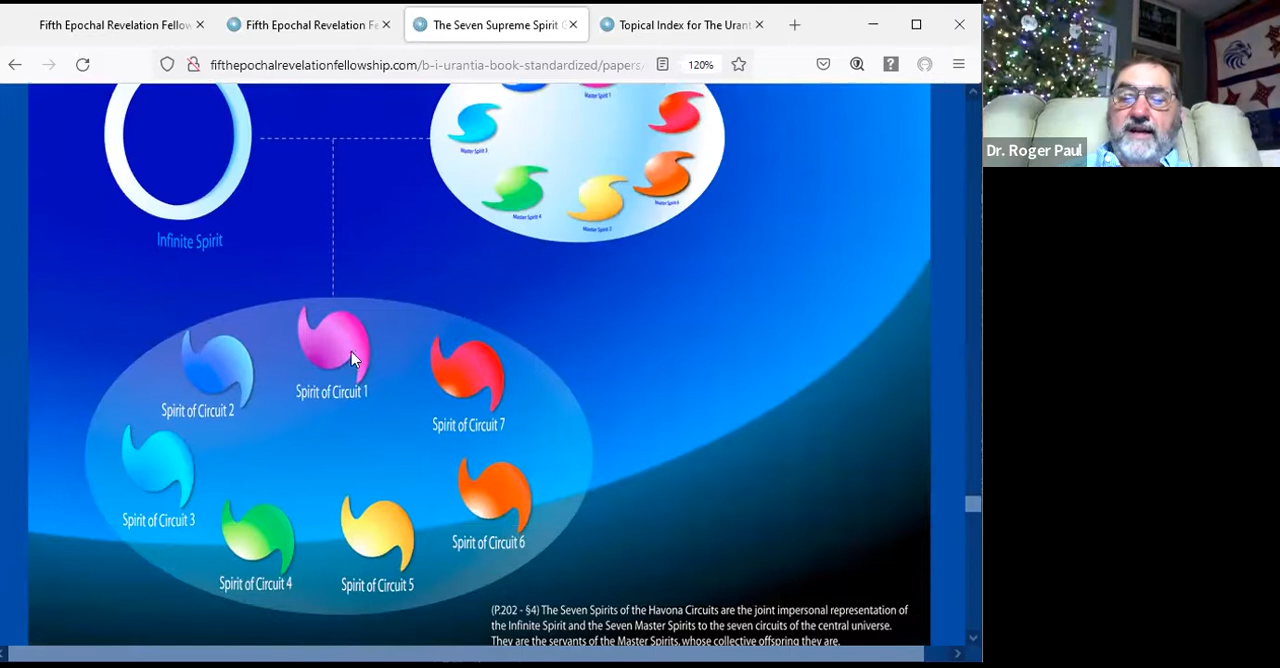 Fifth Epochal Revelation Fellow
Fifth Epochal Revelation Fe
The Seven Supreme Spirit G
Topical Index for The Urant
fifthepochalrevelationfellowship.com/b-i-urantia-book-standardized/papers/
120%
Dr. Roger Paul
Master Spirit 1
Master Spirit 3
Master Spirit 4
Infinite Spirit
Spirit of Circuit 1
Spirit of Circuit 2
Spirit of Circuit 7
Spirit of Circuit 3
Spirit of Circuit 6
Spirit of Circuit 4
Spirit of Circuit 5
(P.202 - §4) The Seven Spirits of the Havona Circuits are the joint impersonal representation of
the Infinite Spirit and the Seven Master Spirits to the seven circuits of the central universe.
They are the servants of the Master Spirits, whose collective offspring they are.